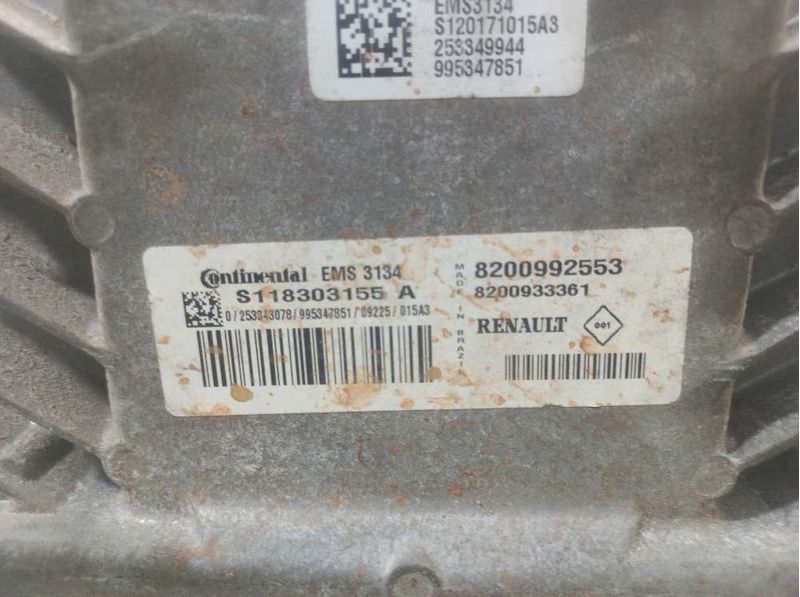 EMS3134
S120171015A3
253349944
995347851
Continental EMS 3134
S118303155 A
0/253343078/995347851/09225/015A3
MADE IN BRAZIL
8200992553
8200933361
RENAULT 001